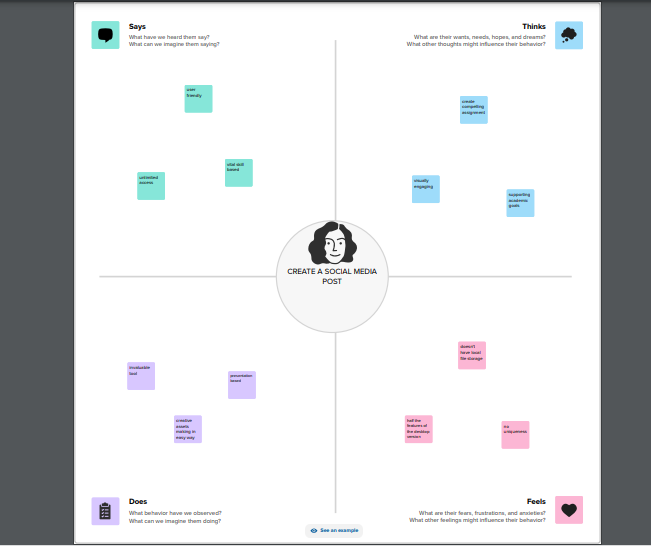 Says
What have we heard them say?
What can we imagine them saying?
Thinks
What are their wants, needs, hopes, and dreams?
What other thoughts might influence their behavior?
user
friendly
unlimited
access
vital skill
based
create
compelling
assignment
visually
engaging
supporting
academic
goals
CREATE A SOCIAL MEDIA
POST
invaluable
tool
presentation
based
creative
assets
making in
easy way
doesn't
have local
file storage
half the
features of
the desktop
version
no
uniqueness
Does
What behavior have we observed?
What can we imagine them doing?
Feels
What are their fears, frustrations, and anxieties?
What other feelings might influence their behavior?
See an example